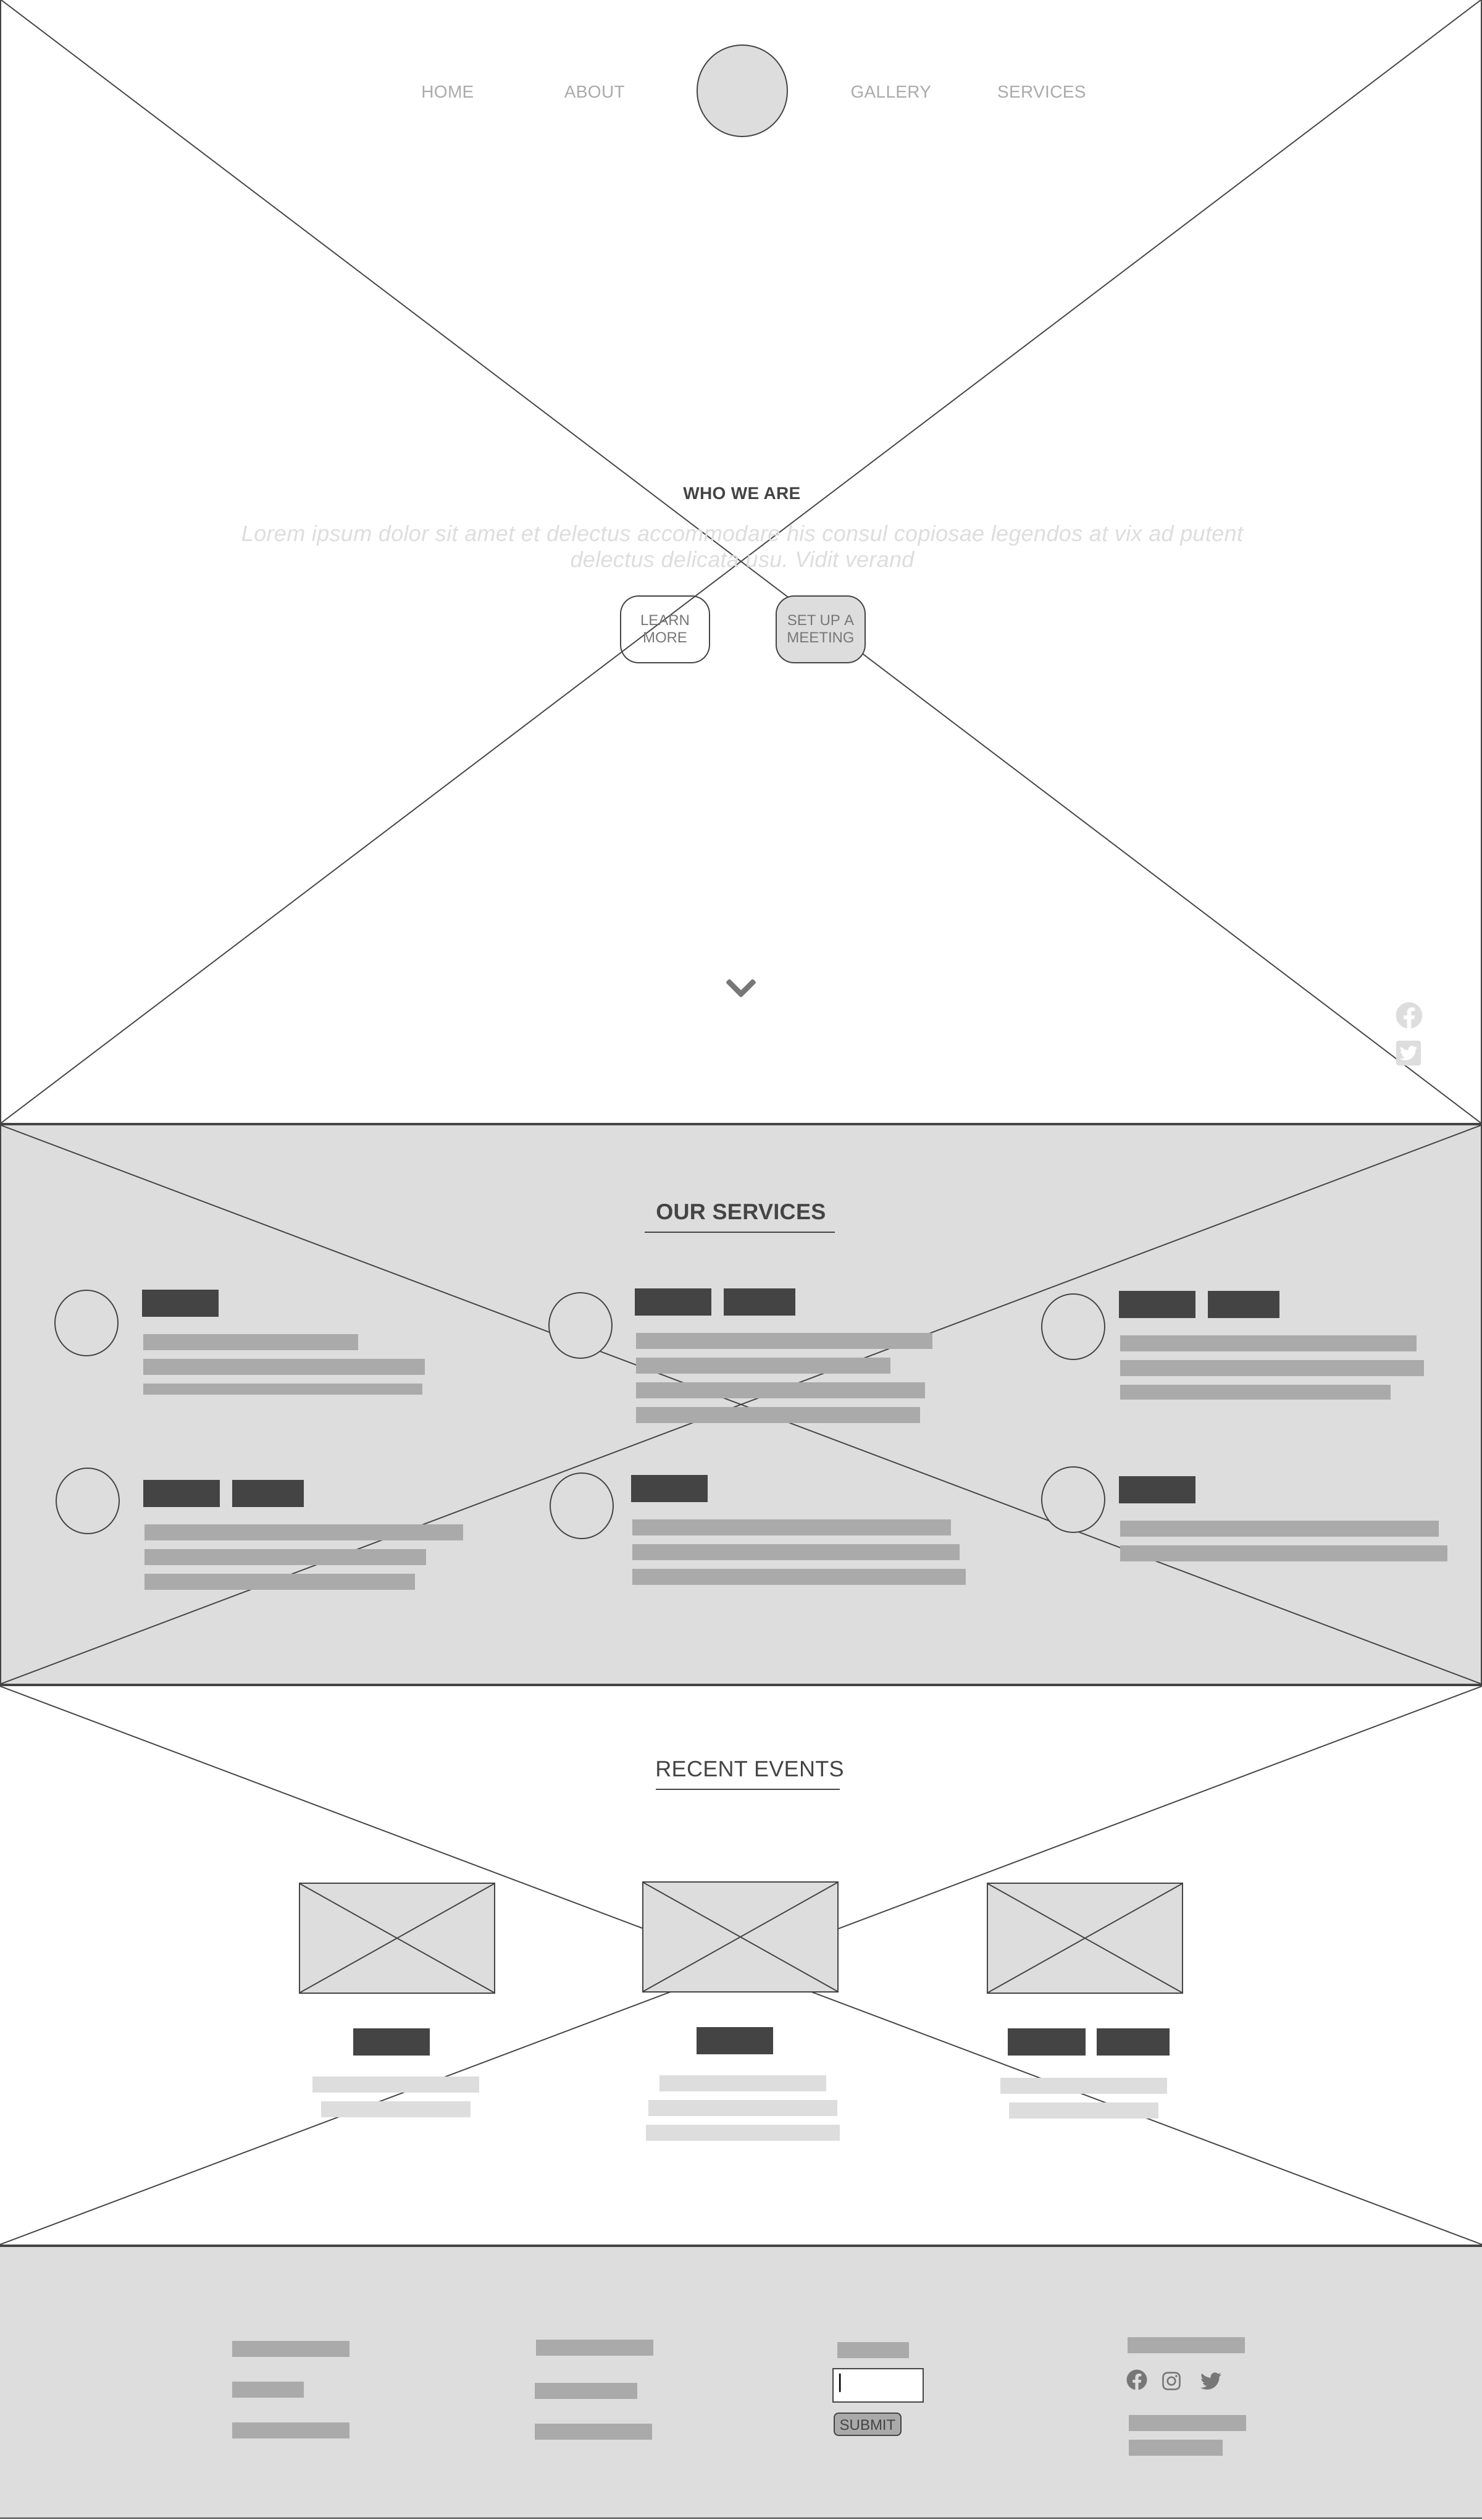 HOME ABOUT GALLERY SERVICES
WHO WE ARE
Lorem ipsum dolor sit amet et delectus accommodare his consul copiosae legendos at vix ad putent
delectus delicata usu. Vidit verand
LEARN
MORE
SET UP A
MEETING
OUR SERVICES
RECENT EVENTS
SUBMIT